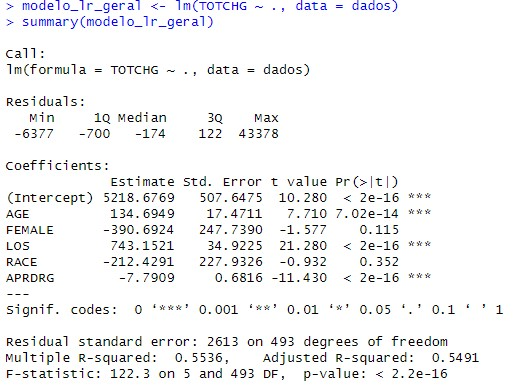 > modelo_lr_geral <- lm(TOTCHG ~ ., data = dados)
> summary(modelo_lr_geral)
Call:
lm(formula = TOTCHG ~ ., data = dados)
Residuals:
Min 1Q Median 3Q Max
-6377 -700 -174 122 43378
Coefficients:
Estimate Std. Error t value Pr(>|t|)
(Intercept) 5218.6769 507.6475 10.280 < 2e-16 ***
AGE 134.6949 17.4711 7.710 7.02e-14 ***
FEMALE -390.6924 247.7390 -1.577 0.115
LOS 743.1521 34.9225 21.280 < 2e-16 ***
RACE -212.4291 227.9326 -0.932 0.352
APRDRG -7.7909 0.6816 -11.430 < 2e-16 ***
---
Signif. codes: 0 ‘***’ 0.001 ‘**’ 0.01 ‘*’ 0.05 ‘.’ 0.1 ‘ ’ 1
Residual standard error: 2613 on 493 degrees of freedom
Multiple R-squared: 0.5536, Adjusted R-squared: 0.5491
F-statistic: 122.3 on 5 and 493 DF, p-value: < 2.2e-16